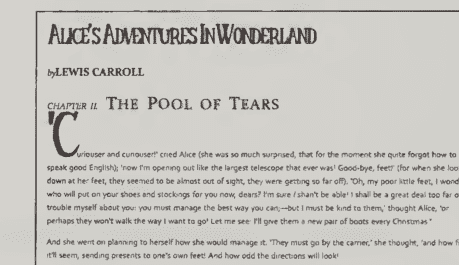 ALICE'S ADVENTURES IN WONDERLAND
by LEWIS CARROLL
CHAPTER II. THE POOL OF TEARS
'Curiouser and curiouser!' cried Alice (she was so much surprised, that for the moment she quite forgot how to
speak good English); 'now I'm opening out like the largest telescope that ever was! Good-bye, feet!' (for when she loo
down at her feet, they seemed to be almost out of sight, they were getting so far off). 'Oh, my poor little feet, I wond
who will put on your shoes and stockings for you now, dears? I'm sure I shan't be able! I shall be a great deal too far o
trouble myself about you: you must manage the best way you can;—but I must be kind to them,' thought Alice, 'or
perhaps they won't walk the way I want to go! Let me see: I'll give them a new pair of boots every Christmas.'
And she went on planning to herself how she would manage it. 'They must go by the carrier,' she thought, 'and how f
it'll seem, sending presents to one's own feet! And how odd the directions will look!